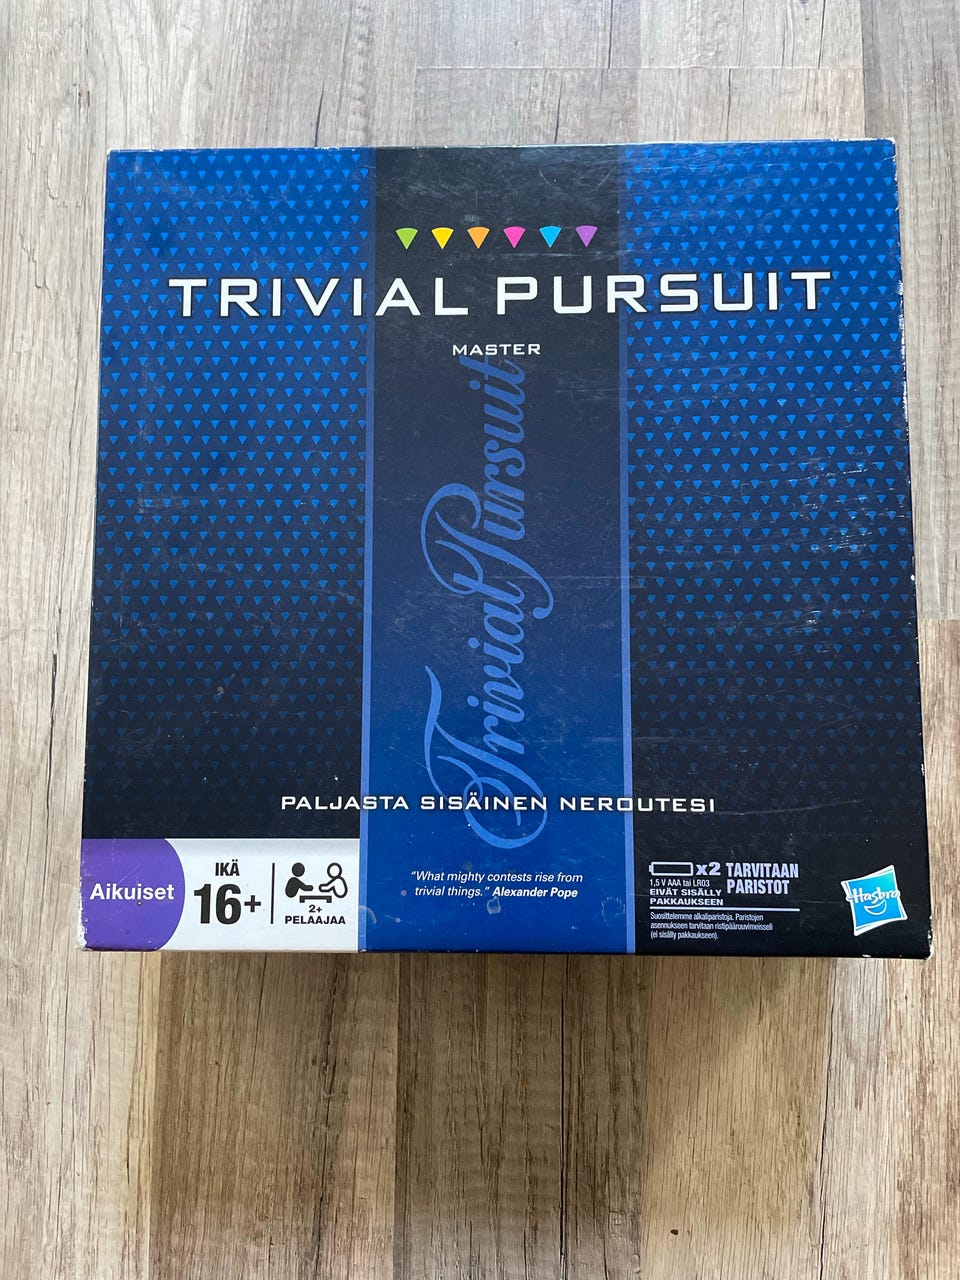 TRIVIAL PURSUIT
MASTER
Trivial Pursuit
PALJASTA SISÄINEN NEROUTESI
Aikuiset
IKÄ
16+
2+
PELAAJAA
“What mighty contests rise from
trivial things.” Alexander Pope
x2 TARVITAAN
PARISTOT
1,5 V AAA tai LR03
EIVÄT SISÄLLY
PAKKAUKSEEN
Suosittelemme alkaliparistoja. Paristojen
asennukseen tarvitaan ristipääruuvimeisseli
(ei sisälly pakkaukseen).
Hasbro